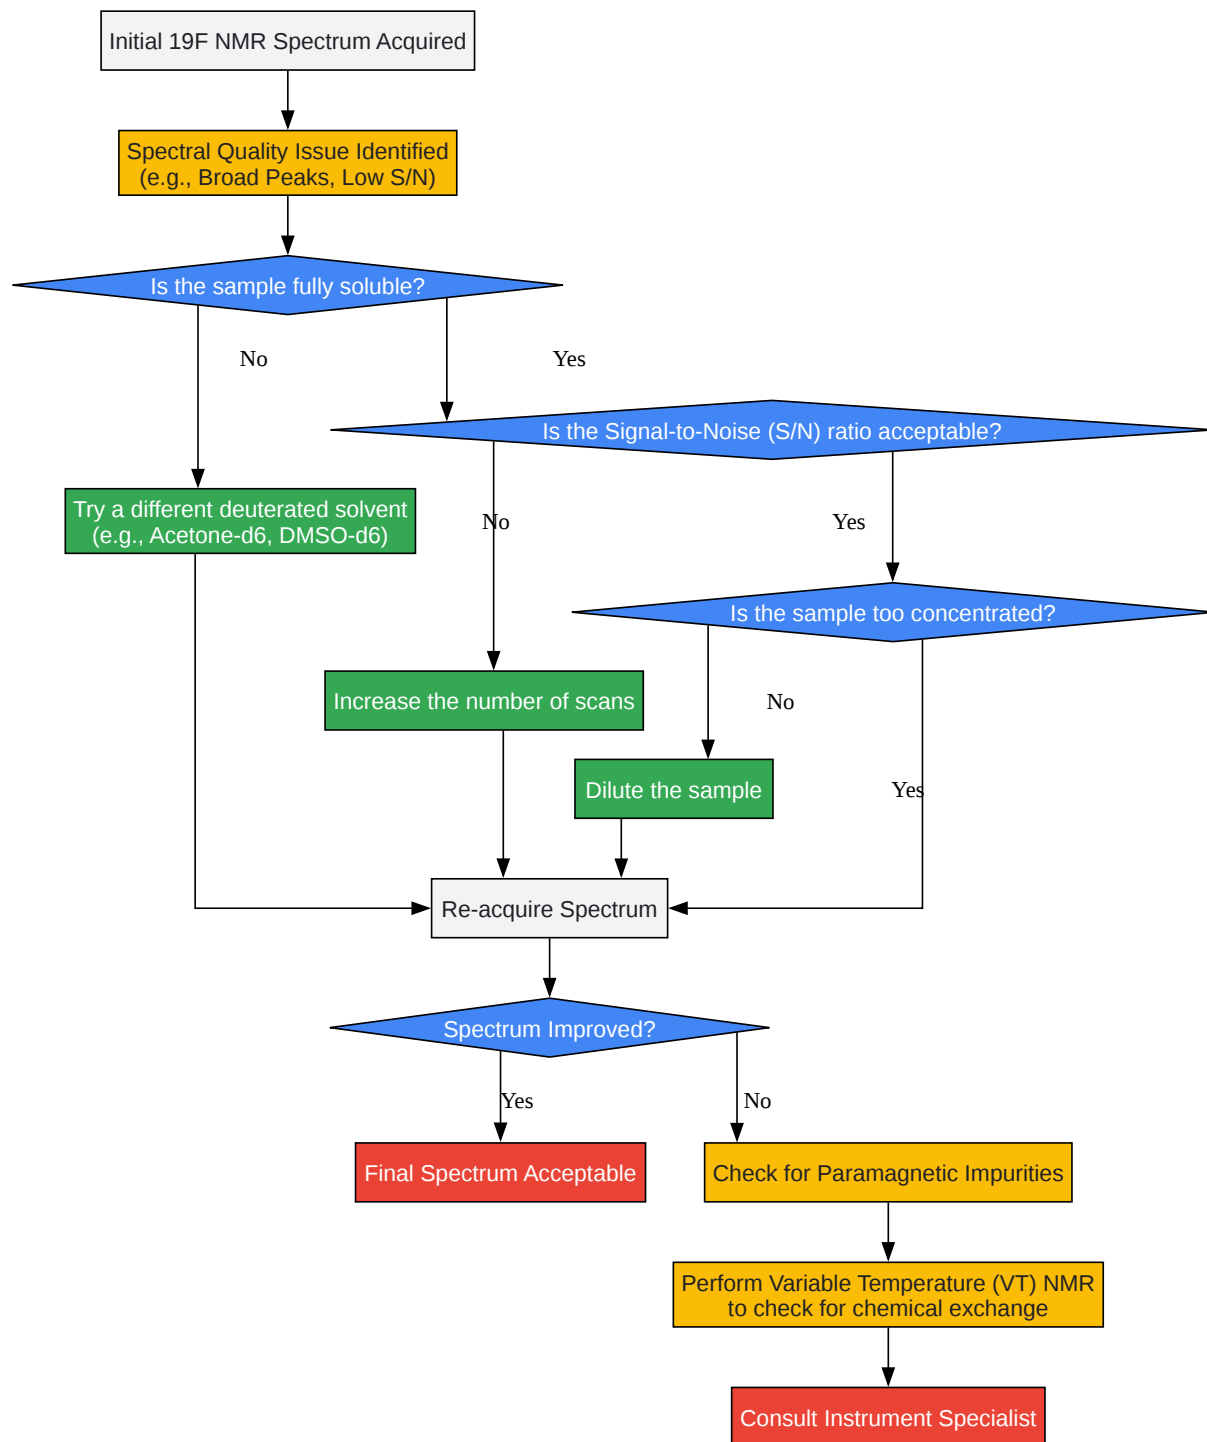 Initial 19F NMR Spectrum Acquired
Spectral Quality Issue Identified
(e.g., Broad Peaks, Low S/N)
Is the sample fully soluble?
No
Yes
Is the Signal-to-Noise (S/N) ratio acceptable?
Try a different deuterated solvent
(e.g., Acetone-d6, DMSO-d6)
No
Yes
Is the sample too concentrated?
Increase the number of scans
No
Dilute the sample
Yes
Re-acquire Spectrum
Spectrum Improved?
Yes
No
Final Spectrum Acceptable
Check for Paramagnetic Impurities
Perform Variable Temperature (VT) NMR
to check for chemical exchange
Consult Instrument Specialist